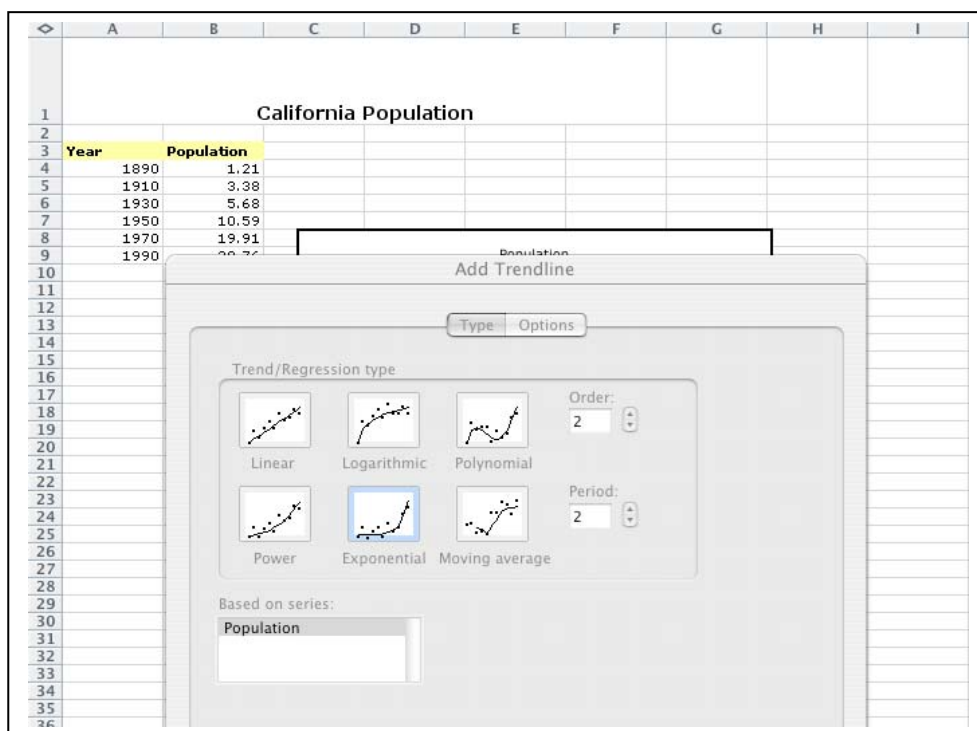 A B C D E F G H I
1 California Population
2
3 Year Population
4 1890 1.21
5 1910 3.38
6 1930 5.68
7 1950 10.59
8 1970 19.91
9 1990 Population
10 Add Trendline
11
12
13 Type Options
14
15
16 Trend/Regression type
17 Order:
18
19 2
20
21 Linear Logarithmic Polynomial
22
23 Period:
24 2
25
26
27 Power Exponential Moving average
28
29 Based on series:
30 Population
31
32
33
34
35
36